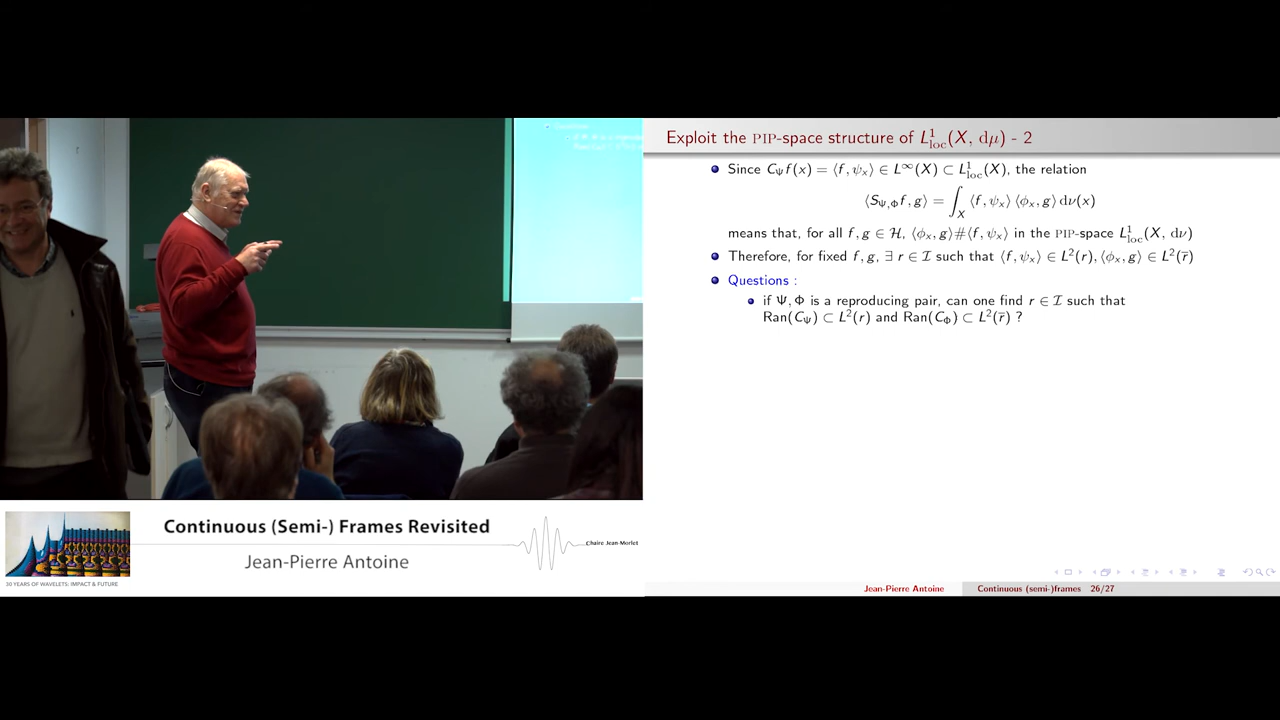 Exploit the PIP-space structure of L¹_loc(X, dμ) - 2
Since C_Ψ f(x) = ⟨f, ψ_x⟩ ∈ L^∞(X) ⊂ L¹_loc(X), the relation
⟨S_Ψ,Φ f, g⟩ = ∫_X ⟨f, ψ_x⟩ ⟨ϕ_x, g⟩ dν(x)
means that, for all f, g ∈ ℋ, ⟨ϕ_x, g⟩#⟨f, ψ_x⟩ in the PIP-space L¹_loc(X, dν)
Therefore, for fixed f, g, ∃ r ∈ ℐ such that ⟨f, ψ_x⟩ ∈ L²(r), ⟨ϕ_x, g⟩ ∈ L²(r̄)
Questions :
if Ψ, Φ is a reproducing pair, can one find r ∈ ℐ such that
Ran(C_Ψ) ⊂ L²(r) and Ran(C_Φ) ⊂ L²(r̄) ?
Continuous (Semi-) Frames Revisited
Jean-Pierre Antoine
Chaire Jean-Morlet
30 YEARS OF WAVELETS: IMPACT & FUTURE
Jean-Pierre Antoine Continuous (semi-)frames 26/27